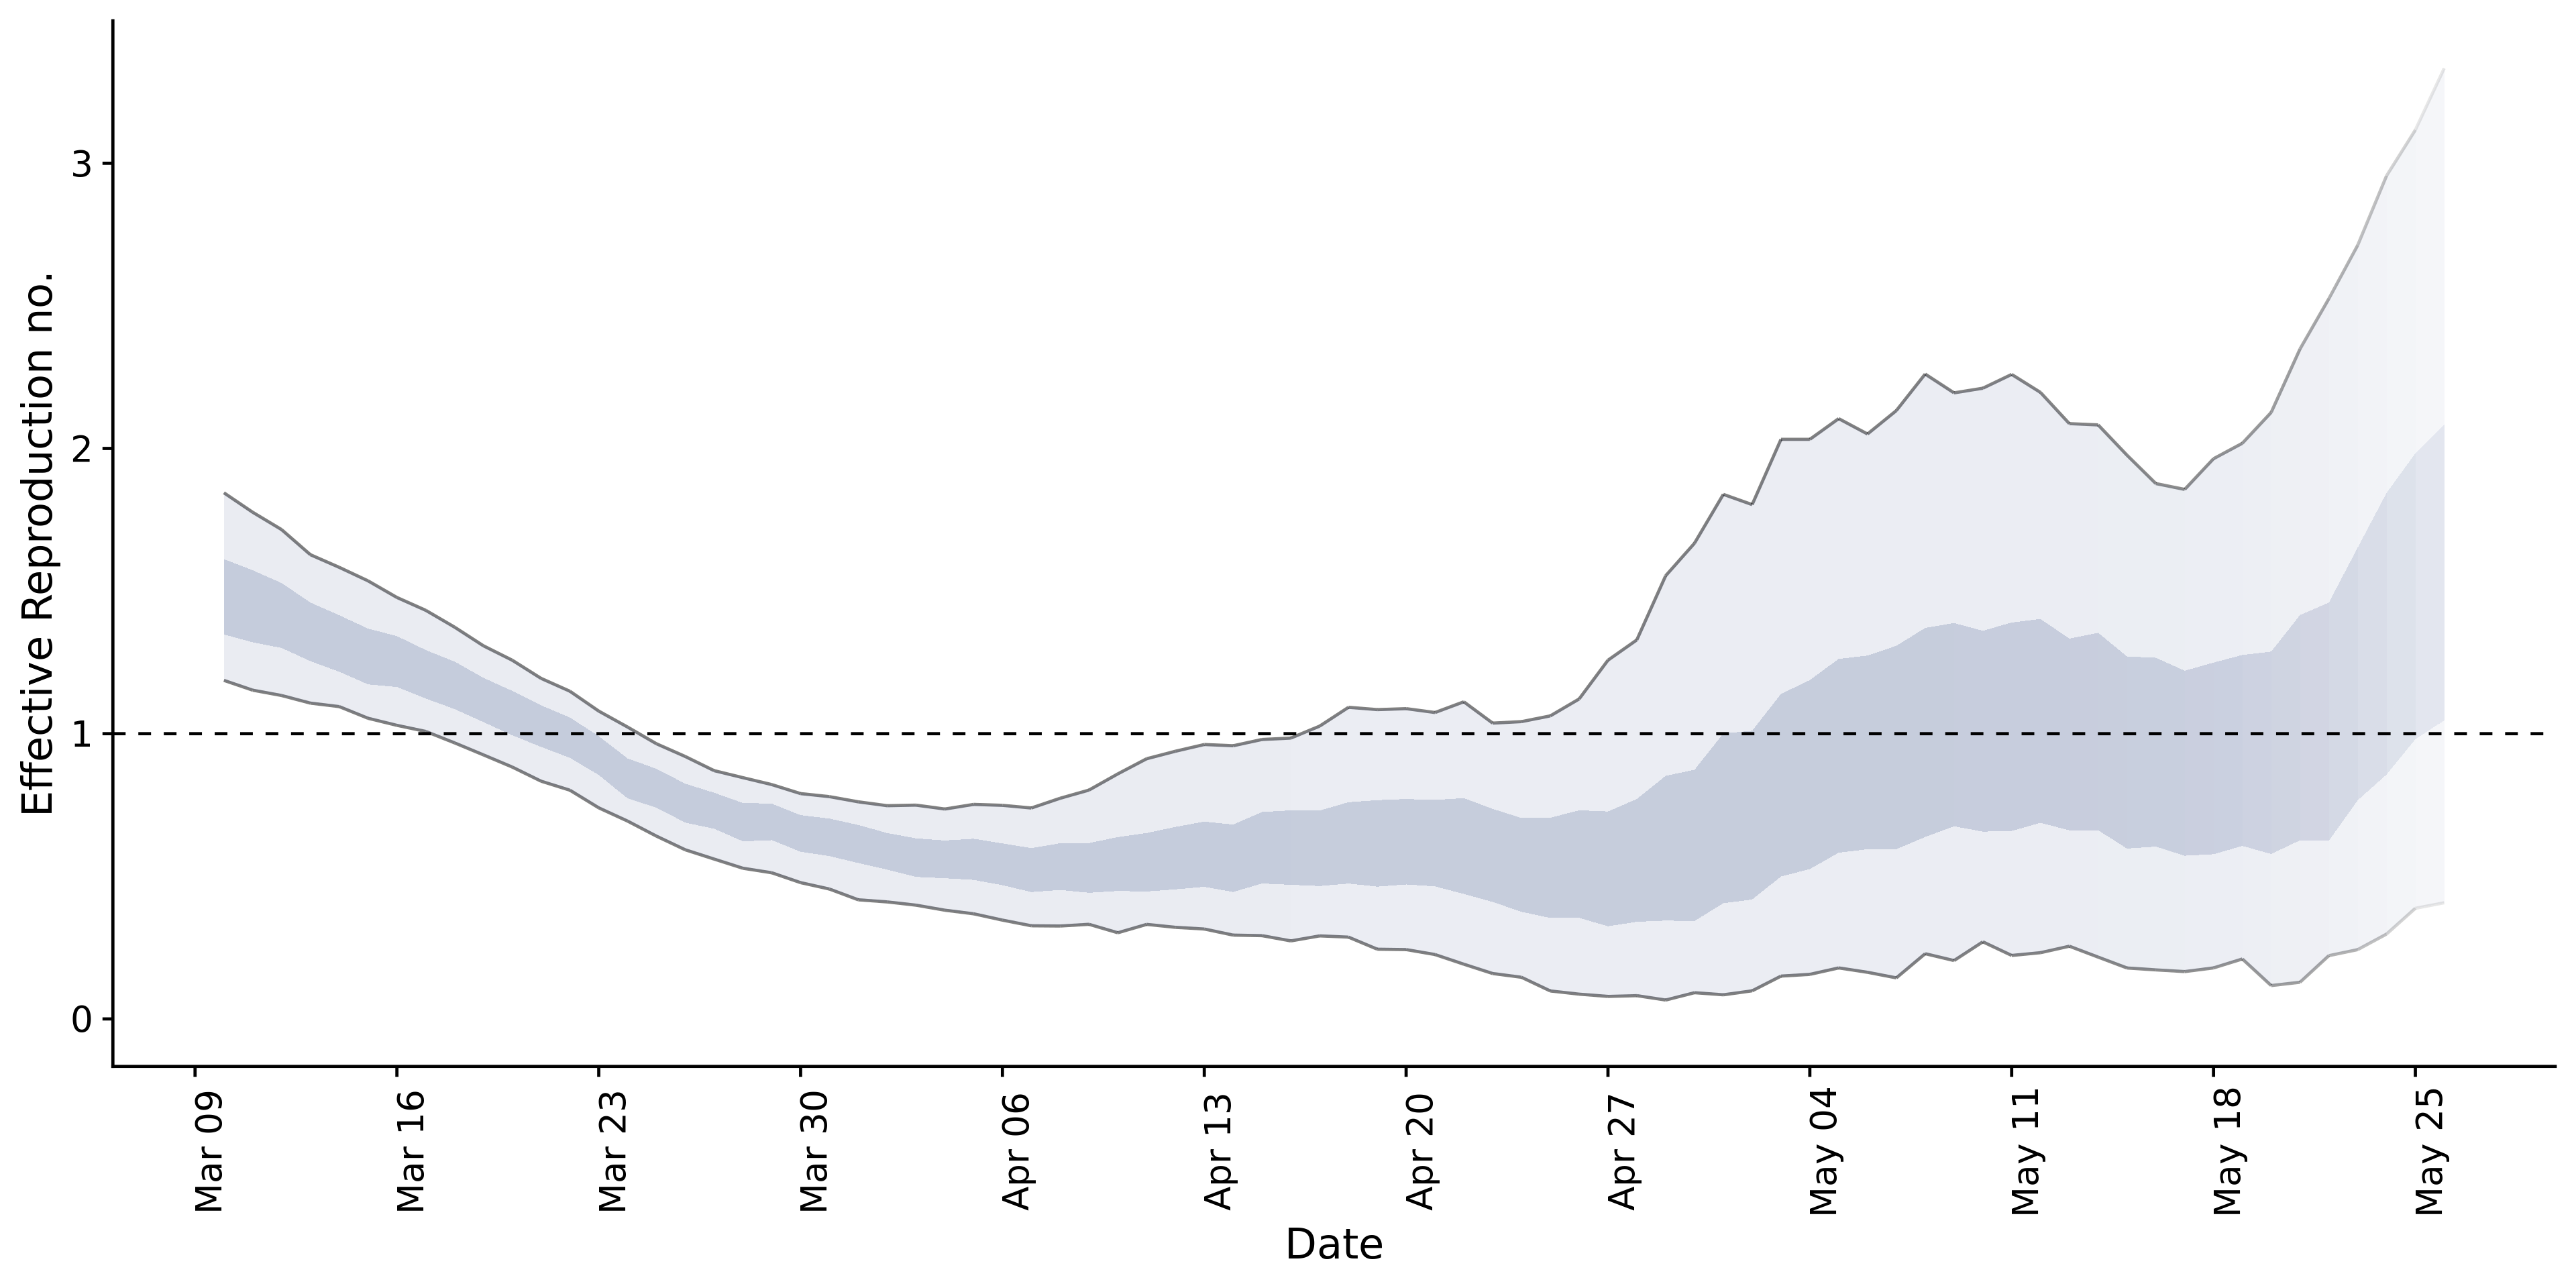 Effective Reproduction no.
3
2
1
0
Mar 09
Mar 16
Mar 23
Mar 30
Apr 06
Apr 13
Apr 20
Apr 27
May 04
May 11
May 18
May 25
Date